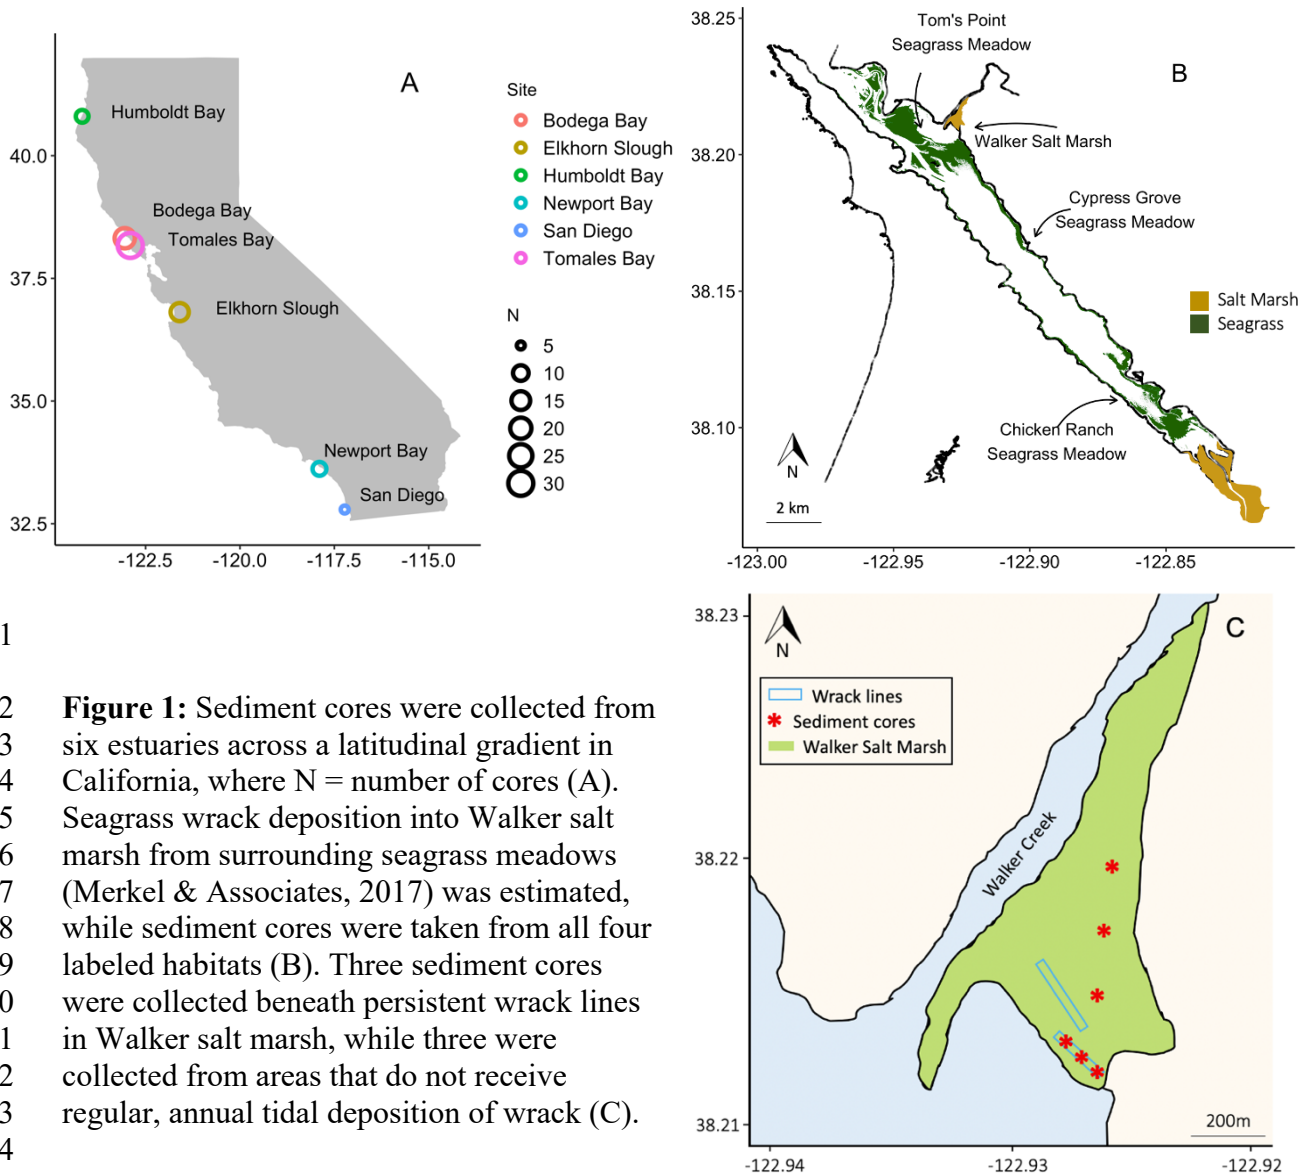 A
Humboldt Bay
Bodega Bay
Tomales Bay
Elkhorn Slough
Newport Bay
San Diego
40.0
37.5
35.0
32.5
-122.5
-120.0
-117.5
-115.0
Site
Bodega Bay
Elkhorn Slough
Humboldt Bay
Newport Bay
San Diego
Tomales Bay
N
5
10
15
20
25
30
B
Tom's Point
Seagrass Meadow
Walker Salt Marsh
Cypress Grove
Seagrass Meadow
Salt Marsh
Seagrass
Chicken Ranch
Seagrass Meadow
N
2 km
38.25
38.20
38.15
38.10
-123.00
-122.95
-122.90
-122.85
1
2 Figure 1: Sediment cores were collected from
3 six estuaries across a latitudinal gradient in
4 California, where N = number of cores (A).
5 Seagrass wrack deposition into Walker salt
6 marsh from surrounding seagrass meadows
7 (Merkel & Associates, 2017) was estimated,
8 while sediment cores were taken from all four
9 labeled habitats (B). Three sediment cores
0 were collected beneath persistent wrack lines
1 in Walker salt marsh, while three were
2 collected from areas that do not receive
3 regular, annual tidal deposition of wrack (C).
4
C
N
Wrack lines
Sediment cores
Walker Salt Marsh
Walker Creek
200m
38.23
38.22
38.21
-122.94
-122.93
-122.92